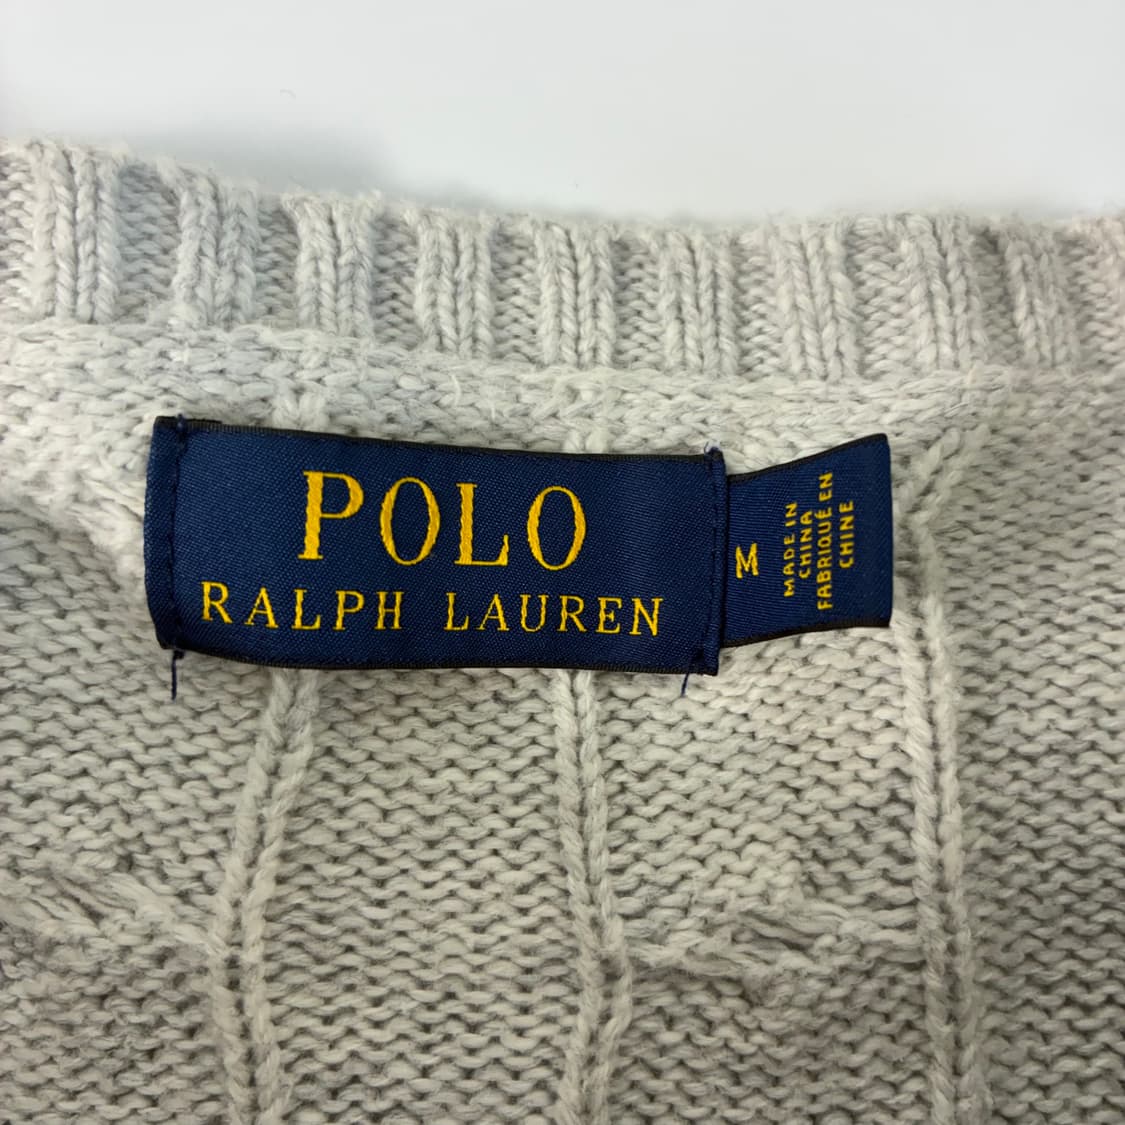 POLO
RALPH LAUREN
M
MADE IN
CHINA
FABRIQUÉ EN
CHINE